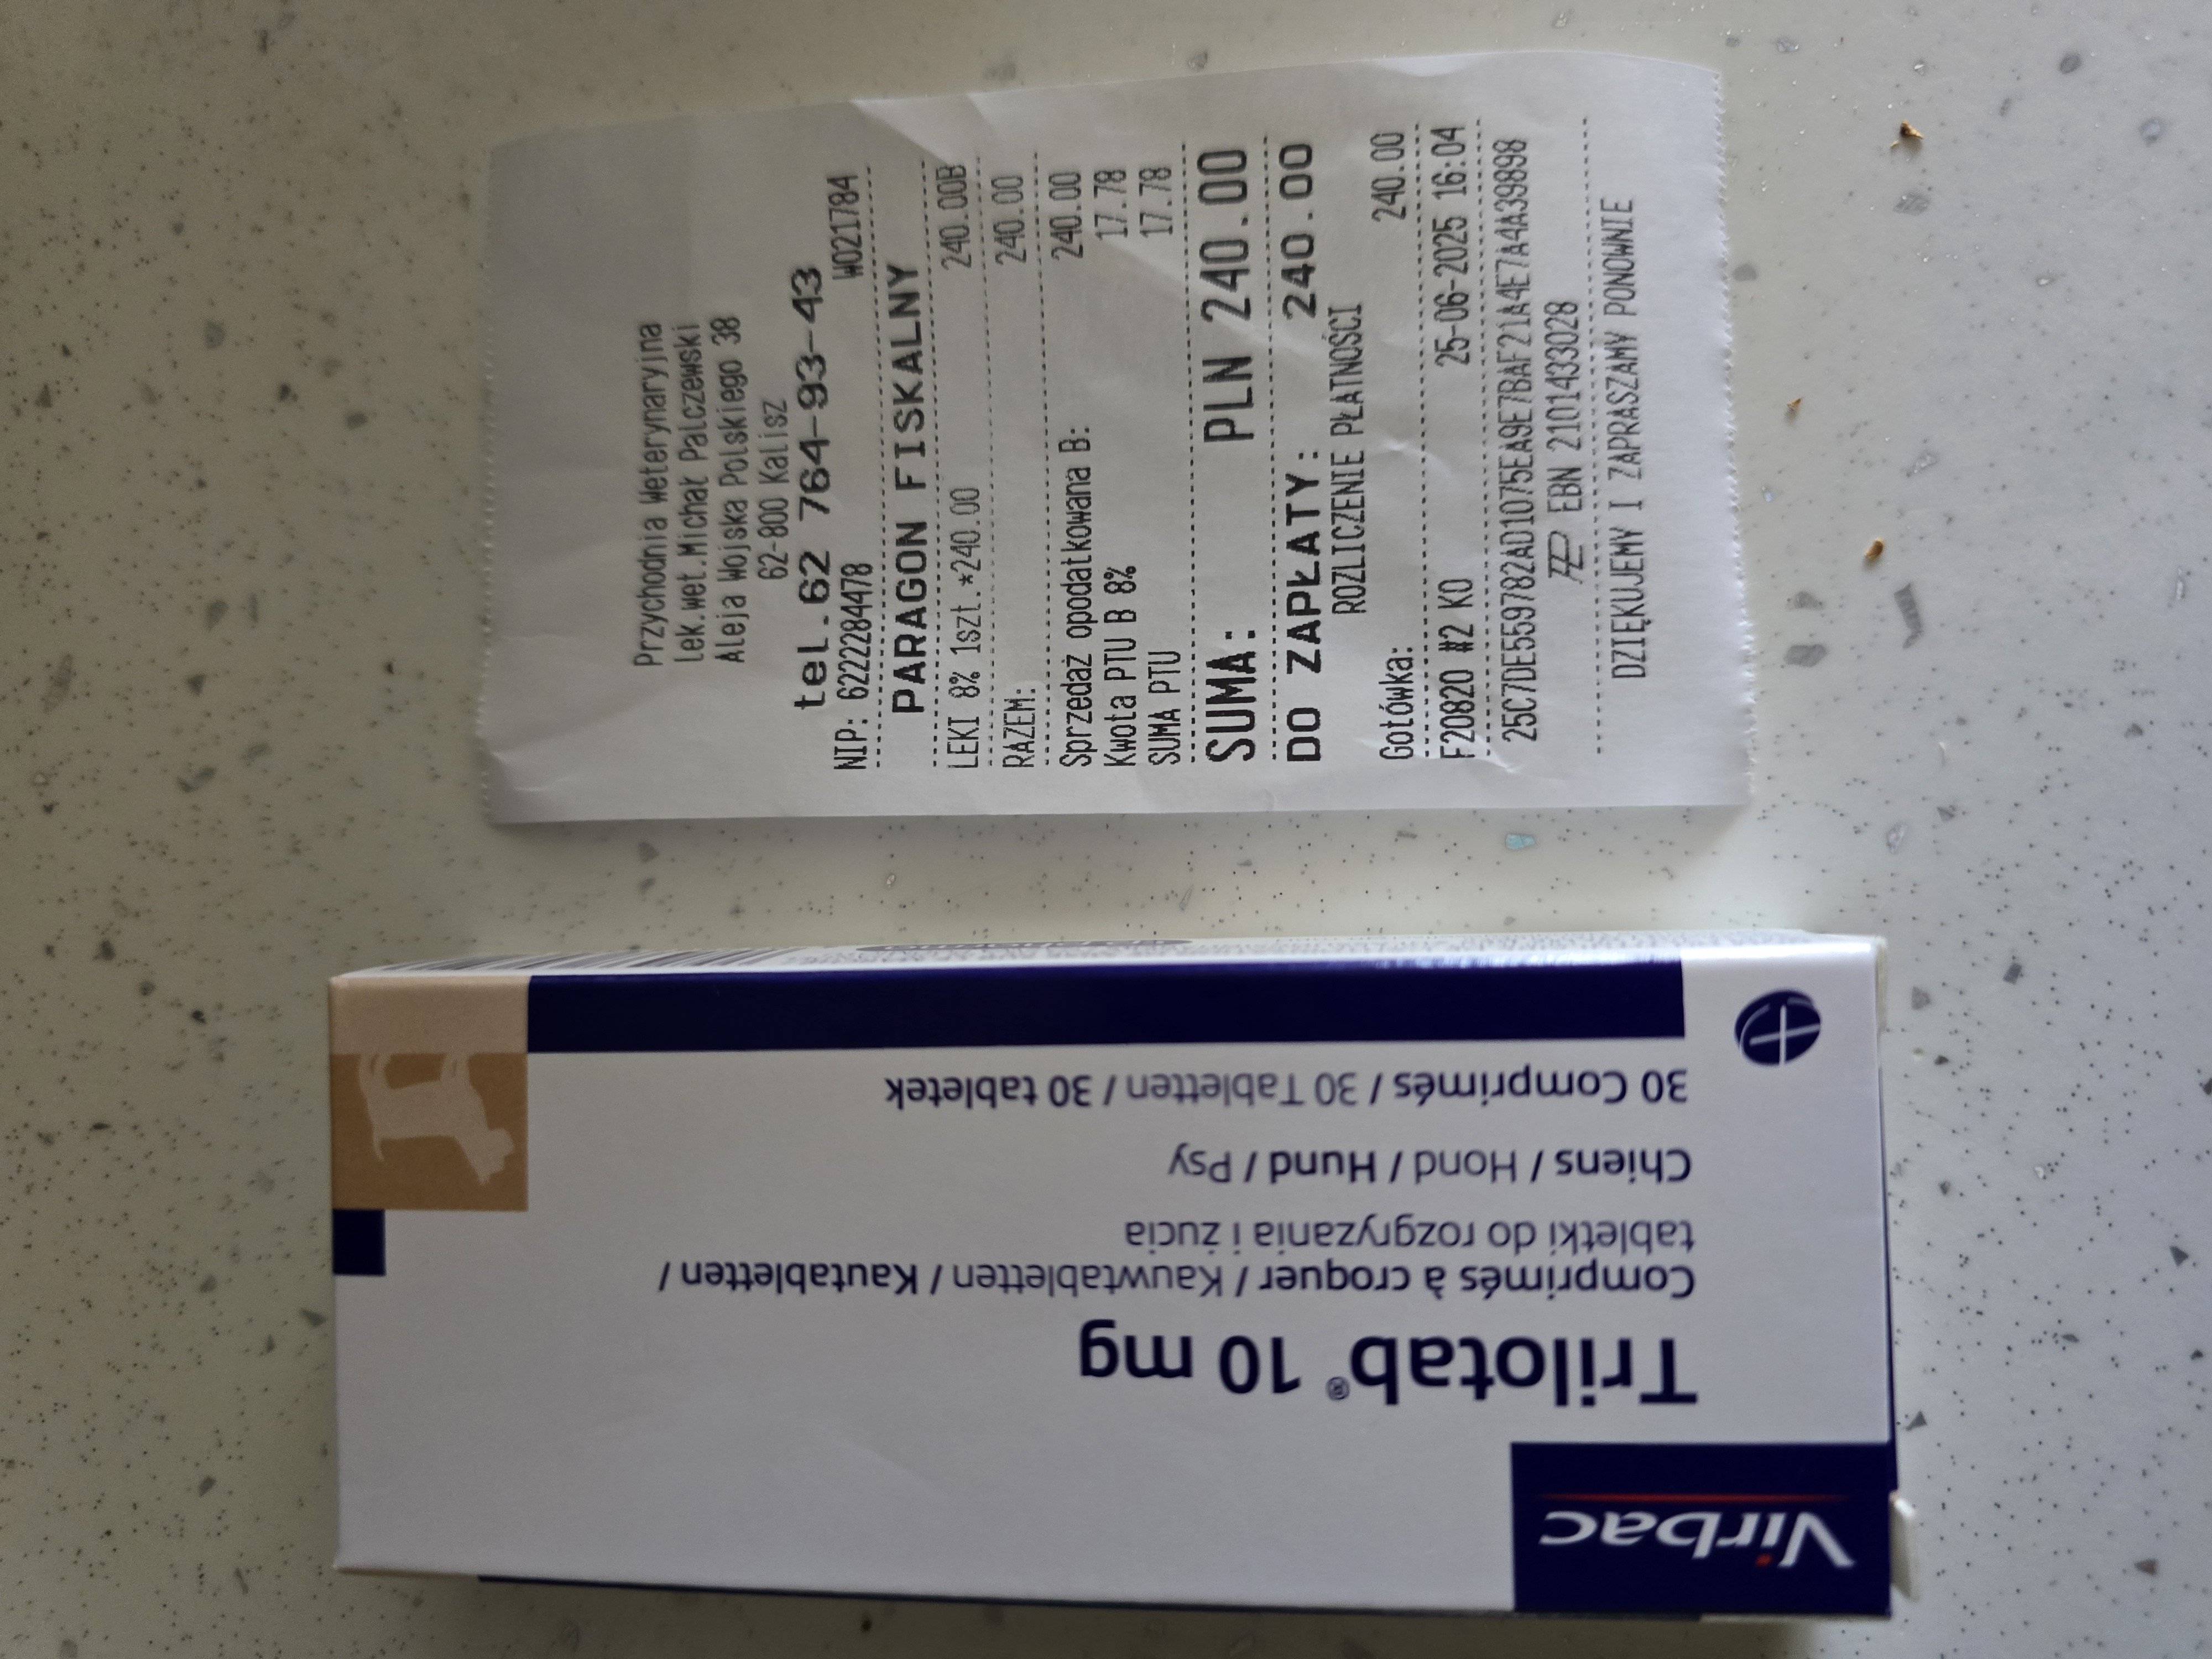 Przychodnia Weterynaryjna
lek.wet.Michał Palczewski
Aleja Wojska Polskiego 38
62-800 Kalisz
tel.62 764-93-43
NIP: 6222284478 W021784
PARAGON FISKALNY
LEKI 8% 1szt.*240.00 240.00B
RAZEM: 240.00
Sprzedaż opodatkowana B: 240.00
Kwota PTU B 8% 17.78
SUMA PTU 17.78
SUMA: PLN 240.00
DO ZAPŁATY: 240.00
ROZLICZENIE PŁATNOŚCI
Gotówka: 240.00
F20820 #2 KO 25-06-2025 16:04
25C7DE559782AD1075EA9E7BAF21A4E7A4A39898
EBN 2101433028
DZIĘKUJEMY I ZAPRASZAMY PONOWNIE
Virbac
Trilotab® 10 mg
Comprimés à croquer / Kauwtabletten / Kautabletten /
tabletki do rozgryzania i żucia
Chiens / Hond / Hund / Psy
30 Comprimés / 30 Tabletten / 30 tabletek